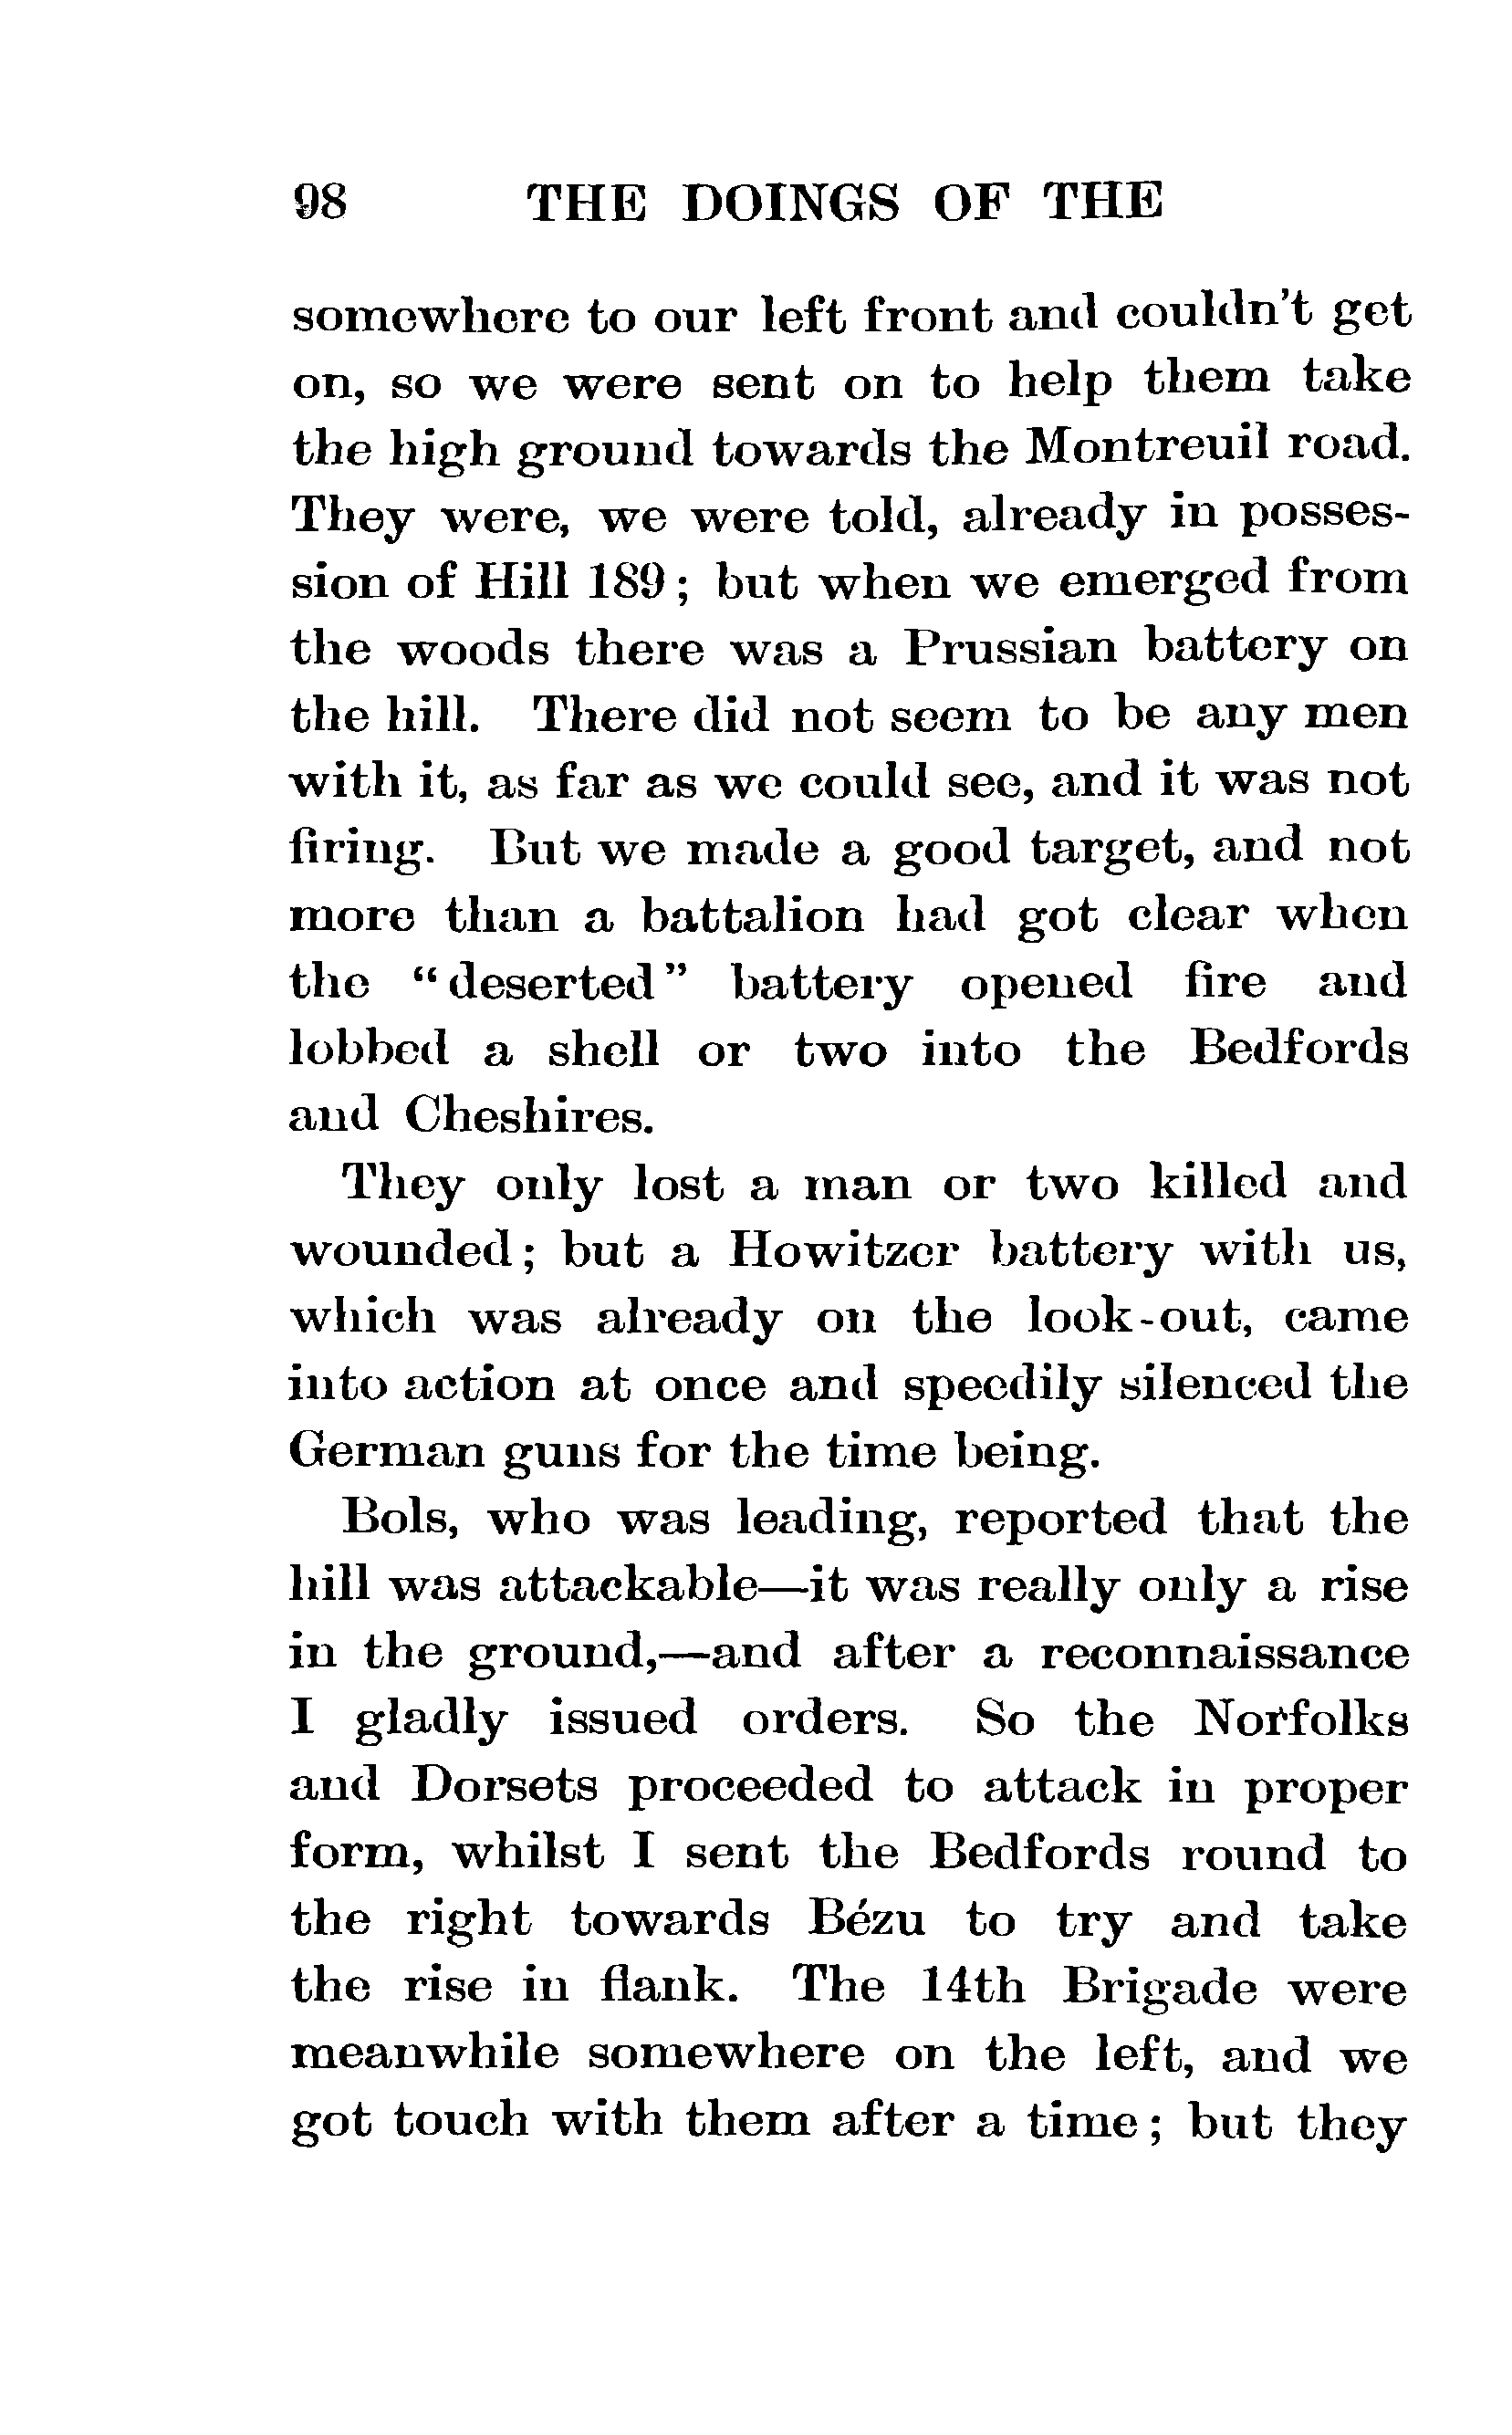 98 THE DOINGS OF THE
somewhere to our left front and couldn't get
on, so we were sent on to help them take
the high ground towards the Montreuil road.
They were, we were told, already in posses-
sion of Hill 189; but when we emerged from
the woods there was a Prussian battery on
the hill. There did not seem to be any men
with it, as far as we could see, and it was not
firing. But we made a good target, and not
more than a battalion had got clear when
the "deserted" battery opened fire and
lobbed a shell or two into the Bedfords
and Cheshires.
They only lost a man or two killed and
wounded; but a Howitzer battery with us,
which was already on the look-out, came
into action at once and speedily silenced the
German guns for the time being.
Bols, who was leading, reported that the
hill was attackable—it was really only a rise
in the ground,—and after a reconnaissance
I gladly issued orders. So the Norfolks
and Dorsets proceeded to attack in proper
form, whilst I sent the Bedfords round to
the right towards Bézu to try and take
the rise in flank. The 14th Brigade were
meanwhile somewhere on the left, and we
got touch with them after a time; but they